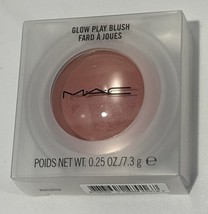 GLOW PLAY BLUSH
FARD À JOUES
MAC
POIDS NET WT. 0.25 OZ./7.3 g ℮